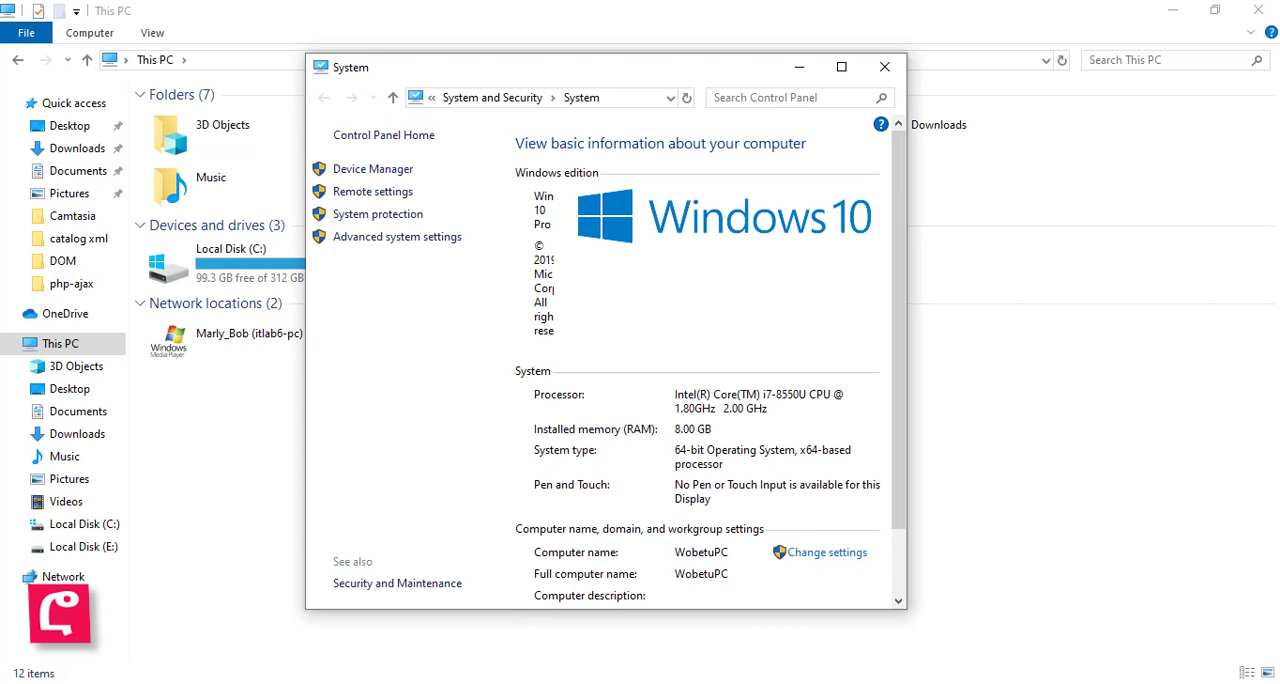 This PC
File
Computer
View
This PC
Search This PC
Quick access
Desktop
Downloads
Documents
Pictures
Camtasia
catalog xml
DOM
php-ajax
OneDrive
This PC
3D Objects
Desktop
Documents
Downloads
Music
Pictures
Videos
Local Disk (C:)
Local Disk (E:)
Network
12 items
Folders (7)
3D Objects
Music
Downloads
Devices and drives (3)
Local Disk (C:)
99.3 GB free of 312 GB
Network locations (2)
Marly_Bob (itlab6-pc)
Windows
Media Player
System
« System and Security › System
Search Control Panel
Control Panel Home
Device Manager
Remote settings
System protection
Advanced system settings
See also
Security and Maintenance
View basic information about your computer
Windows edition
Win
10
Pro
©
2019
Mic
Corp
All
righ
rese
Windows 10
System
Processor: Intel(R) Core(TM) i7-8550U CPU @
1.80GHz 2.00 GHz
Installed memory (RAM): 8.00 GB
System type: 64-bit Operating System, x64-based
processor
Pen and Touch: No Pen or Touch Input is available for this
Display
Computer name, domain, and workgroup settings
Computer name: WobetuPC
Change settings
Full computer name: WobetuPC
Computer description: